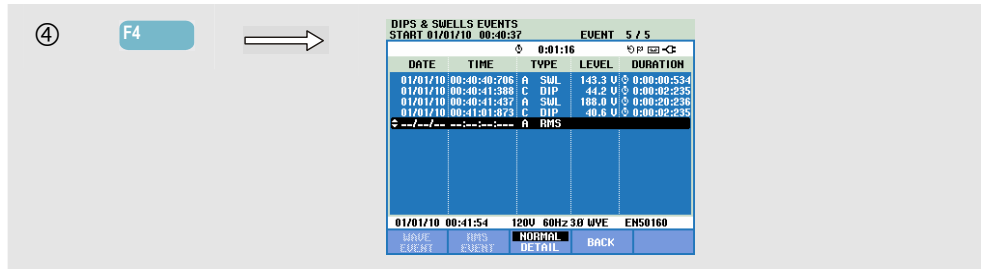 ④ F4
DIPS & SWELLS EVENTS
START 01/01/10 00:40:37 EVENT 5 / 5
0:01:16
DATE TIME TYPE LEVEL DURATION
01/01/10 00:40:40:706 A SWL 143.3 V 0:00:00:534
01/01/10 00:40:41:388 C DIP 44.2 V 0:00:02:235
01/01/10 00:40:41:437 A SWL 188.0 V 0:00:20:236
01/01/10 00:41:01:873 C DIP 40.6 V 0:00:02:235
--/--/-- --:--:--:--- A RMS
01/01/10 00:41:54 120V 60Hz 3Ø WYE EN50160
WAVE EVENT RMS EVENT NORMAL DETAIL BACK